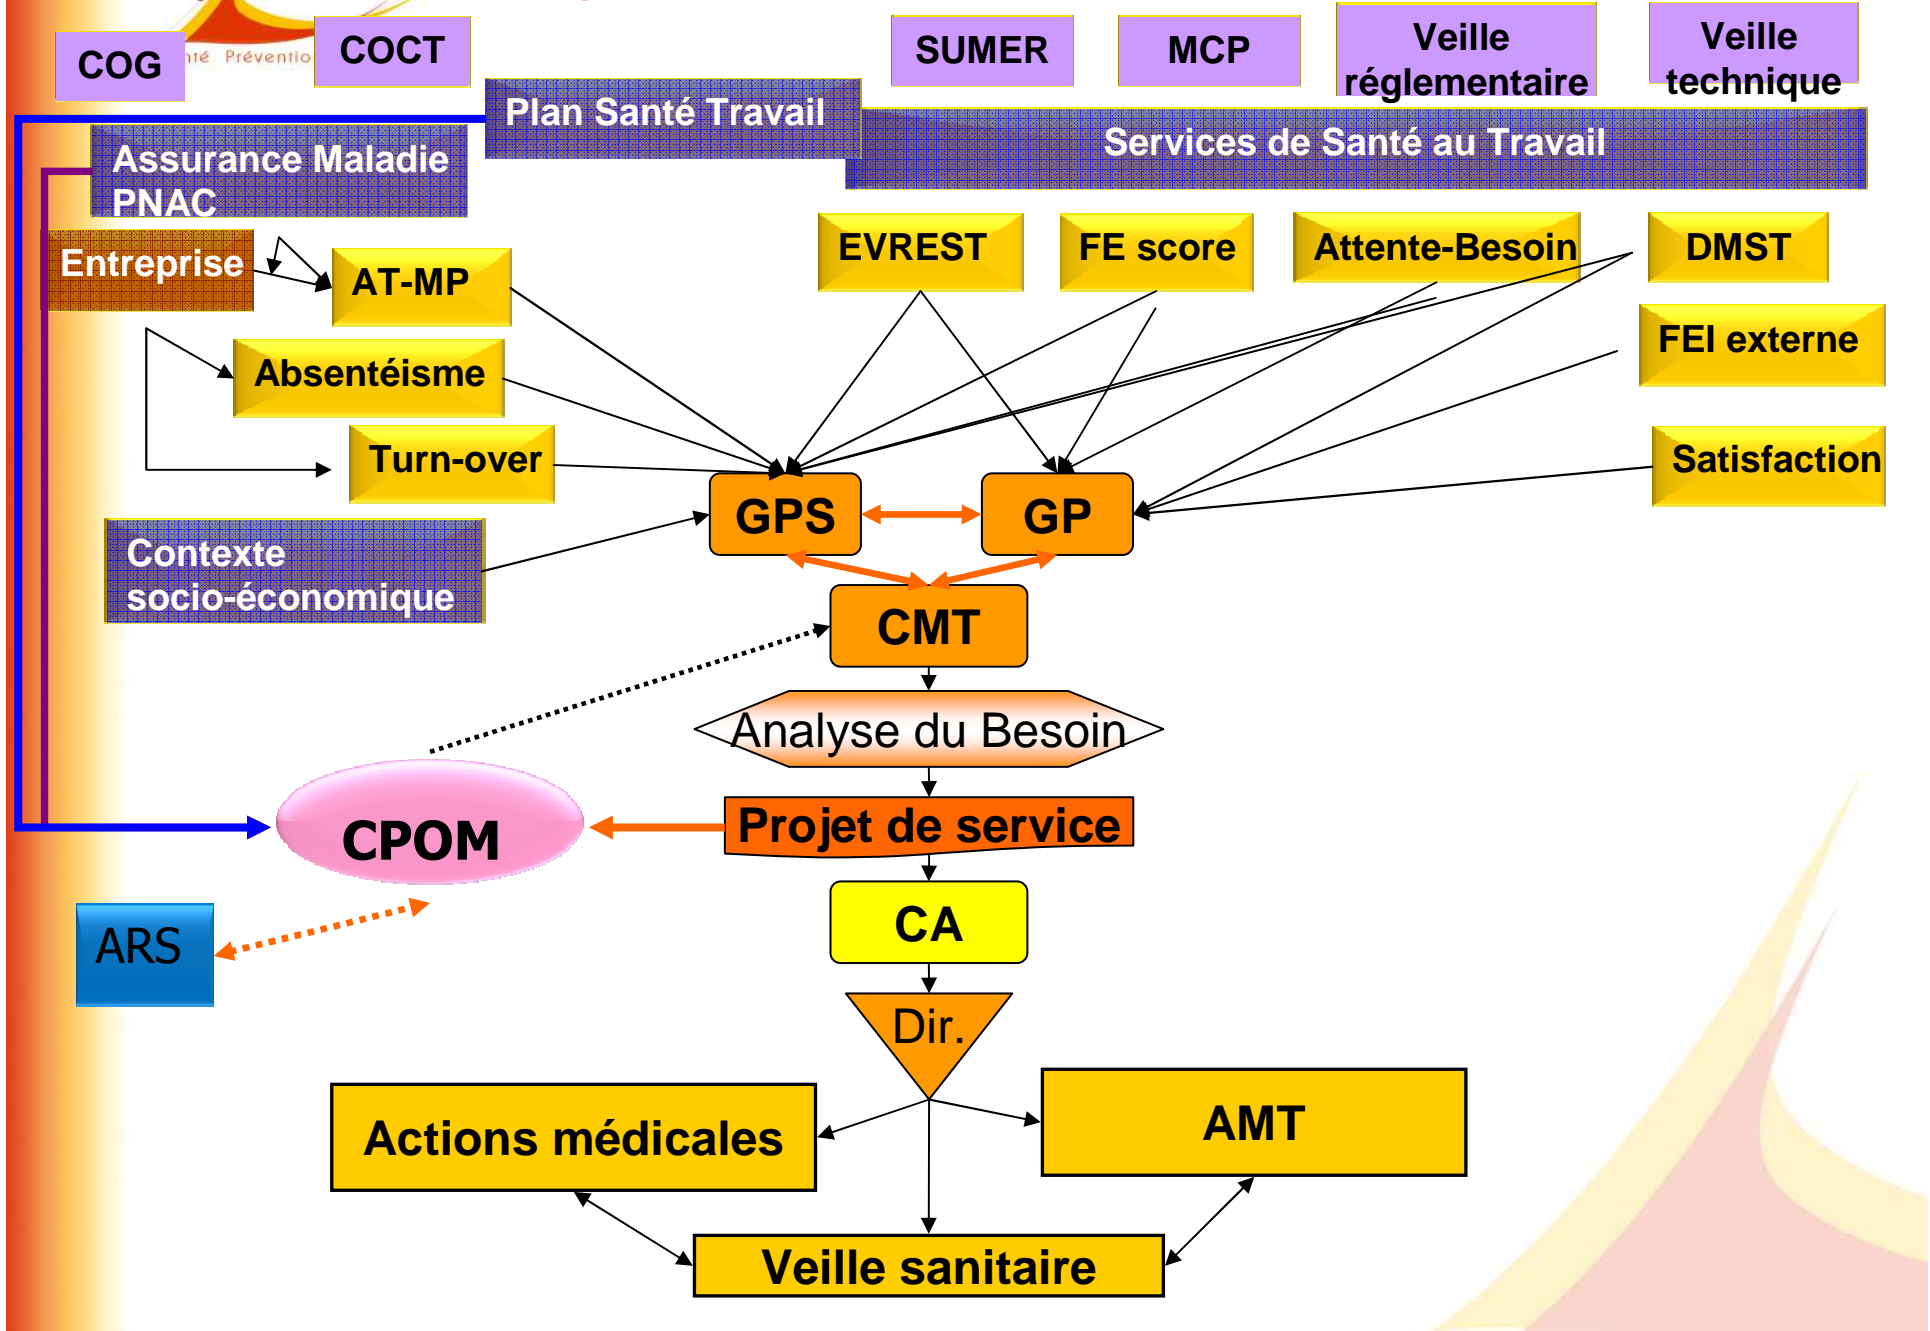 COG
nté Préventio
COCT
SUMER
MCP
Veille
réglementaire
Veille
technique
Plan Santé Travail
Services de Santé au Travail
Assurance Maladie
PNAC
Entreprise
AT-MP
EVREST
FE score
Attente-Besoin
DMST
FEI externe
Absentéisme
Turn-over
Satisfaction
GPS
GP
Contexte
socio-économique
CMT
Analyse du Besoin
Projet de service
CPOM
CA
ARS
Dir.
Actions médicales
AMT
Veille sanitaire